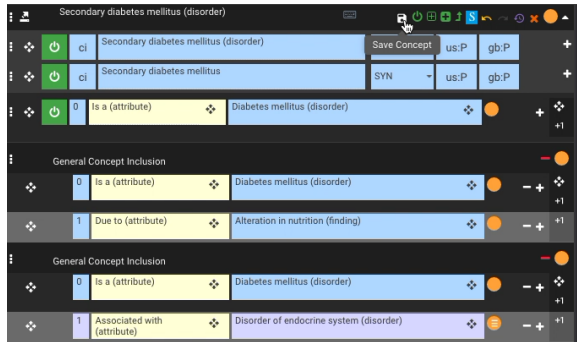 Secondary diabetes mellitus (disorder)
S
ci Secondary diabetes mellitus (disorder) us:P gb:P
Save Concept
ci Secondary diabetes mellitus SYN us:P gb:P
0 Is a (attribute) Diabetes mellitus (disorder)
+1
General Concept Inclusion
0 Is a (attribute) Diabetes mellitus (disorder)
+1
1 Due to (attribute) Alteration in nutrition (finding) +1
General Concept Inclusion
0 Is a (attribute) Diabetes mellitus (disorder)
+1
1 Associated with Disorder of endocrine system (disorder) +1
(attribute)